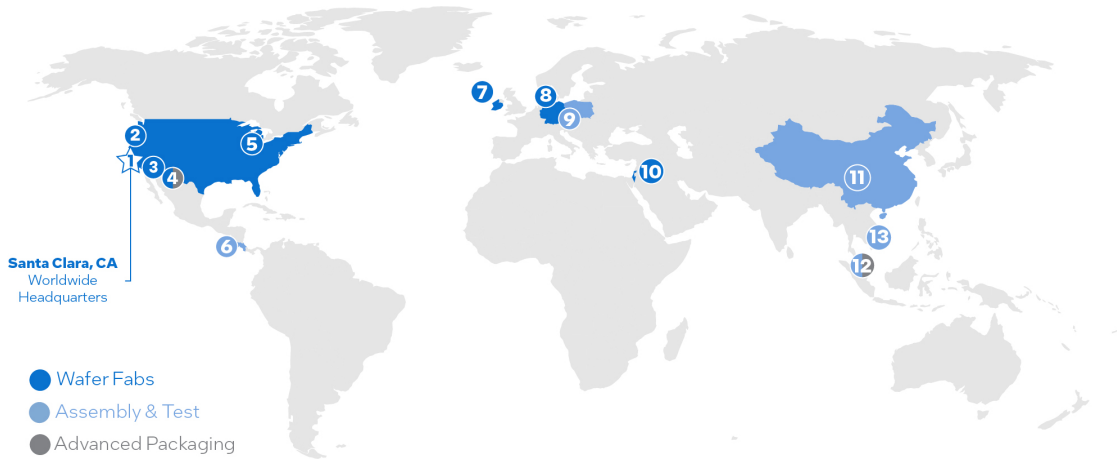 7
8
2
5
9
1
3
10
4
11
13
6
12
Santa Clara, CA
Worldwide
Headquarters
Wafer Fabs
Assembly & Test
Advanced Packaging